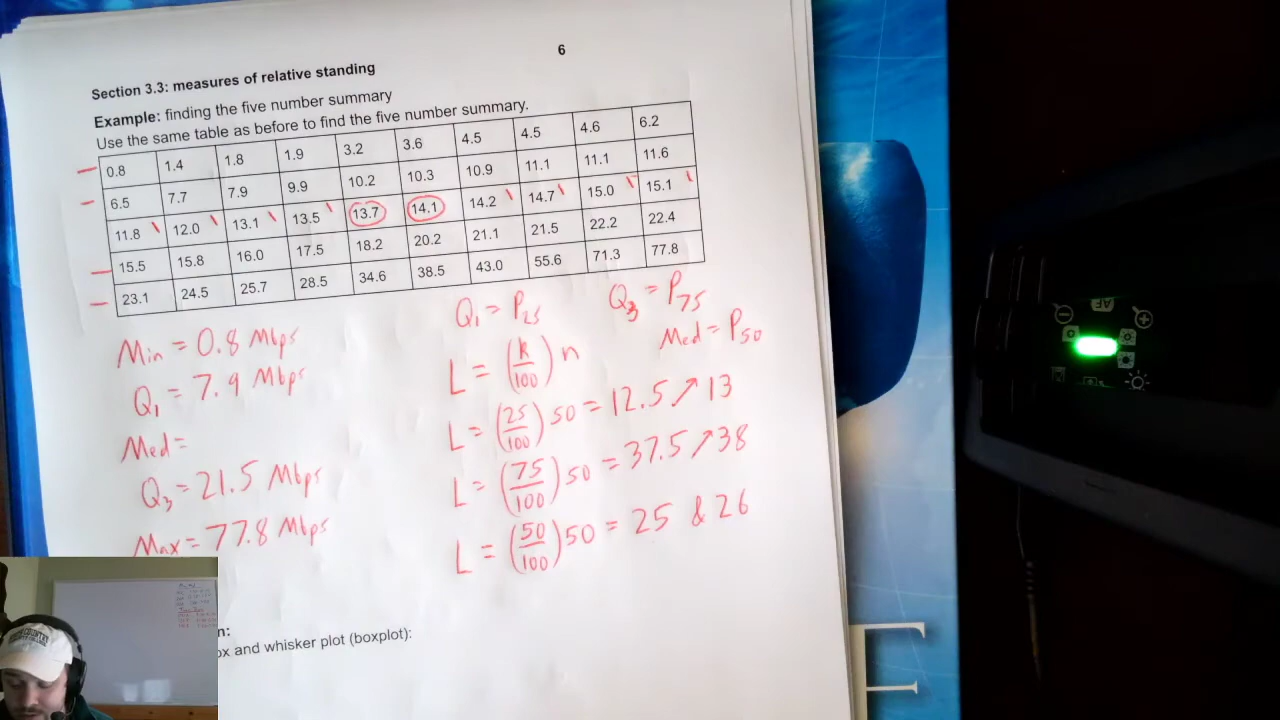 6
Section 3.3: measures of relative standing
Example: finding the five number summary
Use the same table as before to find the five number summary.
0.8 1.4 1.8 1.9 3.2 3.6 4.5 4.5 4.6 6.2
6.5 7.7 7.9 9.9 10.2 10.3 10.9 11.1 11.1 11.6
11.8 12.0 13.1 13.5 13.7 14.1 14.2 14.7 15.0 15.1
15.5 15.8 16.0 17.5 18.2 20.2 21.1 21.5 22.2 22.4
23.1 24.5 25.7 28.5 34.6 38.5 43.0 55.6 71.3 77.8
Min = 0.8 Mbps
Q₁ = 7.9 Mbps
Med =
Q₃ = 21.5 Mbps
Max = 77.8 Mbps
Q₁ = P₂₅
Q₃ = P₇₅
Med = P₅₀
L = (k/100) n
L = (25/100) 50 = 12.5 ↗ 13
L = (75/100) 50 = 37.5 ↗ 38
L = (50/100) 50 = 25 & 26
n:
ox and whisker plot (boxplot):
AF
E